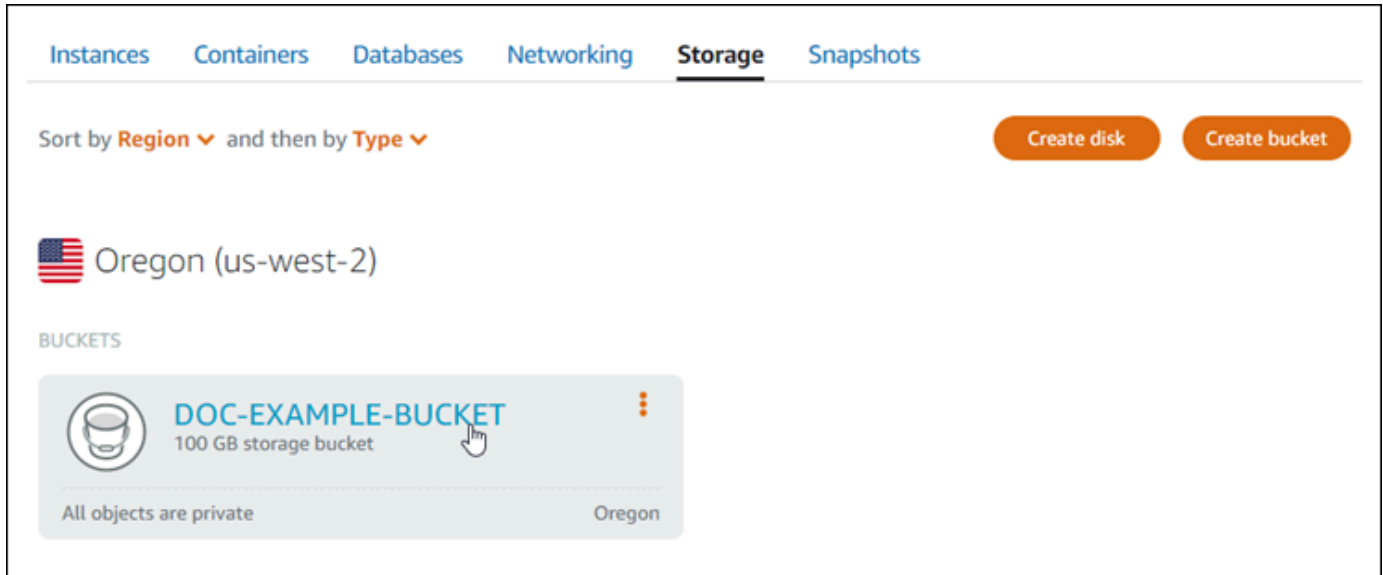 Instances Containers Databases Networking Storage Snapshots
Sort by Region and then by Type
Create disk Create bucket
Oregon (us-west-2)
BUCKETS
DOC-EXAMPLE-BUCKET
100 GB storage bucket
All objects are private Oregon